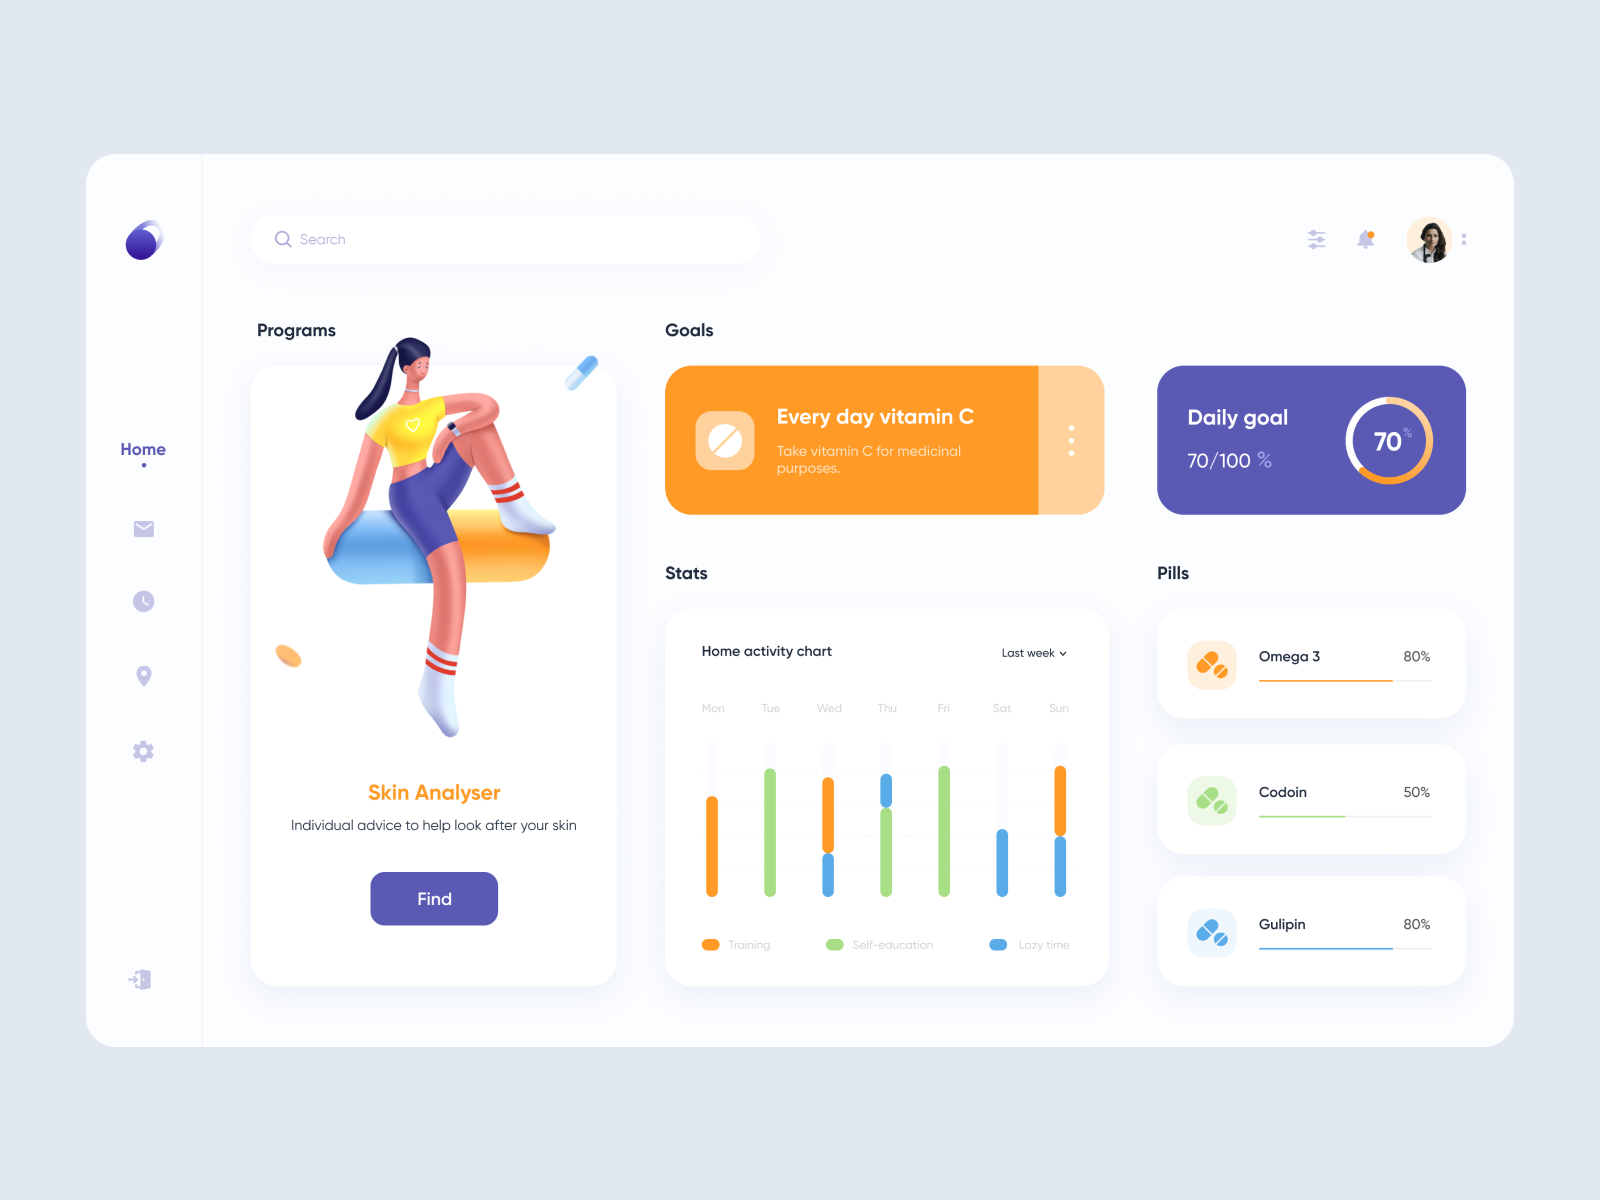 Search
Home
Programs
Skin Analyser
Individual advice to help look after your skin
Find
Goals
Every day vitamin C
Take vitamin C for medicinal
purposes.
Daily goal
70/100 %
70 %
Stats
Home activity chart
Last week
Mon Tue Wed Thu Fri Sat Sun
Training Self-education Lazy time
Pills
Omega 3 80%
Codoin 50%
Gulipin 80%